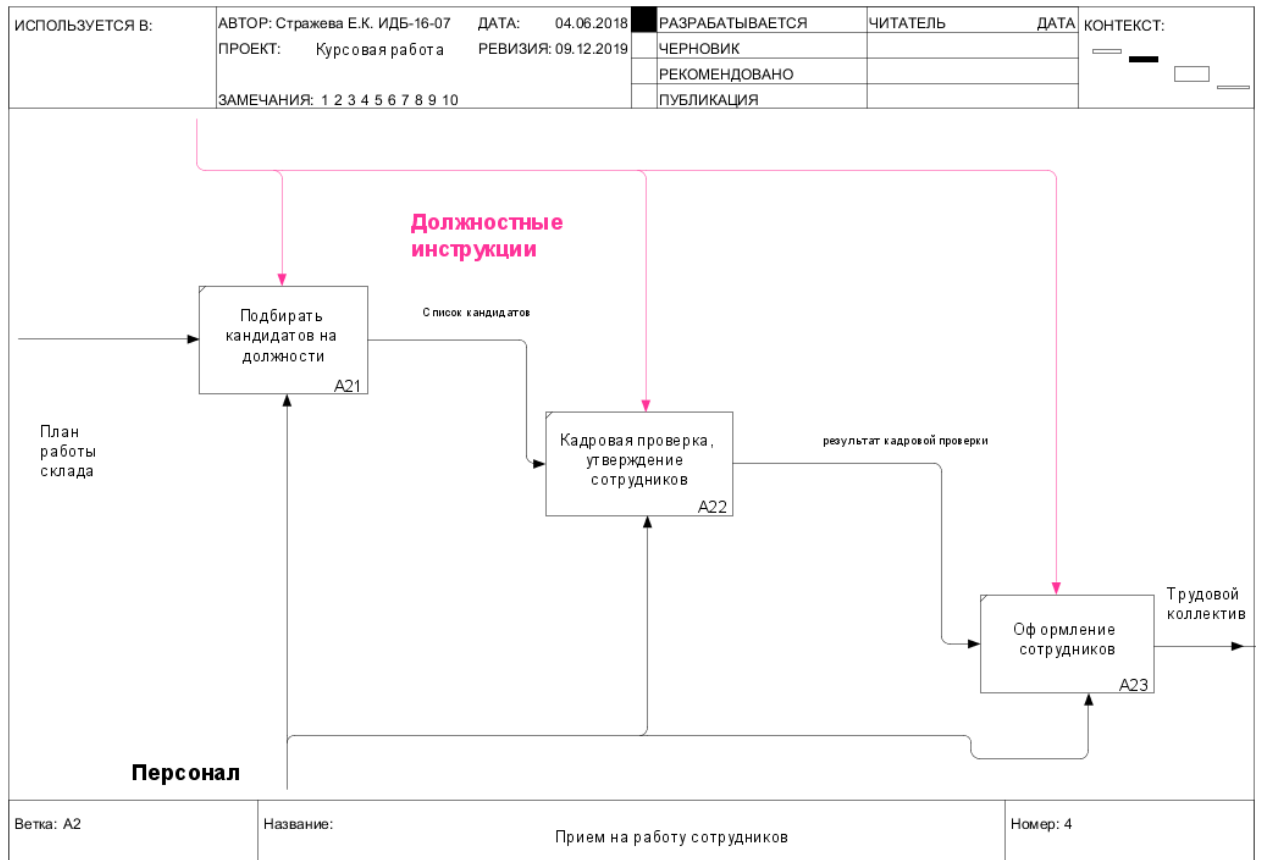 ИСПОЛЬЗУЕТСЯ В:
АВТОР: Стражева Е.К. ИДБ-16-07
ДАТА: 04.06.2018
РАЗРАБАТЫВАЕТСЯ
ЧИТАТЕЛЬ
ДАТА
КОНТЕКСТ:
ПРОЕКТ: Курсовая работа
РЕВИЗИЯ: 09.12.2019
ЧЕРНОВИК
РЕКОМЕНДОВАНО
ЗАМЕЧАНИЯ: 1 2 3 4 5 6 7 8 9 10
ПУБЛИКАЦИЯ
Должностные
инструкции
Подбирать
кандидатов на
должности
A21
Список кандидатов
План
работы
склада
Кадровая проверка,
утверждение
сотрудников
A22
результат кадровой проверки
Оформление
сотрудников
A23
Трудовой
коллектив
Персонал
Ветка: A2
Название:
Прием на работу сотрудников
Номер: 4